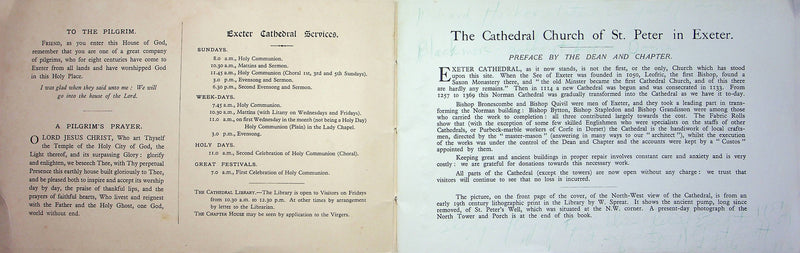 TO THE PILGRIM.
FRIEND, as you enter this House of God,
remember that you are one of a great company
of pilgrims, who for eight centuries have come to
Exeter from all lands and have worshipped God
in this Holy Place.
I was glad when they said unto me : We will
go into the house of the Lord.
A PILGRIM'S PRAYER.
O LORD JESUS CHRIST, Who art Thyself
the Temple of the Holy City of God, the
Light thereof, and its surpassing Glory : glorify
and enlighten, we beseech Thee, with Thy perpetual
Presence this earthly house built gloriously to Thee,
and be pleased both to inspire and accept its worship
day by day, the praise of thankful lips, and the
prayers of faithful hearts, Who livest and reignest
with the Father and the Holy Ghost, one God,
world without end.
Exeter Cathedral Services.
SUNDAYS.
8.0 a.m., Holy Communion.
10.30 a.m., Mattins and Sermon.
11.45 a.m., Holy Communion (Choral 1st, 3rd and 5th Sundays).
3.0 p.m., Evensong and Sermon.
6.30 p.m., Second Evensong and Sermon.
WEEK-DAYS.
7.45 a.m., Holy Communion.
10.30 a.m., Mattins (with Litany on Wednesdays and Fridays).
11.0 a.m., on first Wednesday in the month (not being a Holy Day)
Holy Communion (Plain) in the Lady Chapel.
3.0 p.m., Evensong.
HOLY DAYS.
11.0 a.m., Second Celebration of Holy Communion (Choral).
GREAT FESTIVALS.
7.0 a.m., First Celebration of Holy Communion.
THE CATHEDRAL LIBRARY.—The Library is open to Visitors on Fridays
from 10.30 a.m. to 12.30 p.m. At other times by arrangement
by letter to the Librarian.
THE CHAPTER HOUSE may be seen by application to the Virgers.
The Cathedral Church of St. Peter in Exeter.
PREFACE BY THE DEAN AND CHAPTER.
EXETER CATHEDRAL, as it now stands, is not the first, or the only, Church which has stood
upon this site. When the See of Exeter was founded in 1050, Leofric, the first Bishop, found a
Saxon Monastery there, and " the old Minster became the first Cathedral Church, and of this there
are hardly any remains." Then in 1114 a new Cathedral was begun and was consecrated in 1133. From
1257 to 1369 this Norman Cathedral was gradually transformed into the Cathedral as we have it to-day.
Bishop Bronescombe and Bishop Quivil were men of Exeter, and they took a leading part in trans-
forming the Norman building : Bishop Bytton, Bishop Stapledon and Bishop Grandisson were among those
who carried the work to completion : all three contributed largely towards the cost. The Fabric Rolls
show that (with the exception of some few skilled Englishmen who were specialists on the staffs of other
Cathedrals, or Purbeck-marble workers of Corfe in Dorset) the Cathedral is the handiwork of local crafts-
men, directed by the " master-mason " (answering in many ways to our " architect "), whilst the execution
of the works was under the control of the Dean and Chapter and the accounts were kept by a " Custos "
appointed by them.
Keeping great and ancient buildings in proper repair involves constant care and anxiety and is very
costly : we are grateful for donations towards this necessary work.
All parts of the Cathedral (except the towers) are now open without any charge : we trust that
visitors will continue to see that no loss is incurred.
The picture, on the front page of the cover, of the North-West view of the Cathedral, is from an
early 19th century lithographic print in the Library by W. Spreat. It shows the ancient pump, long since
removed, of St. Peter's Well, which was situated at the N.W. corner. A present-day photograph of the
North Tower and Porch is at the end of this book.